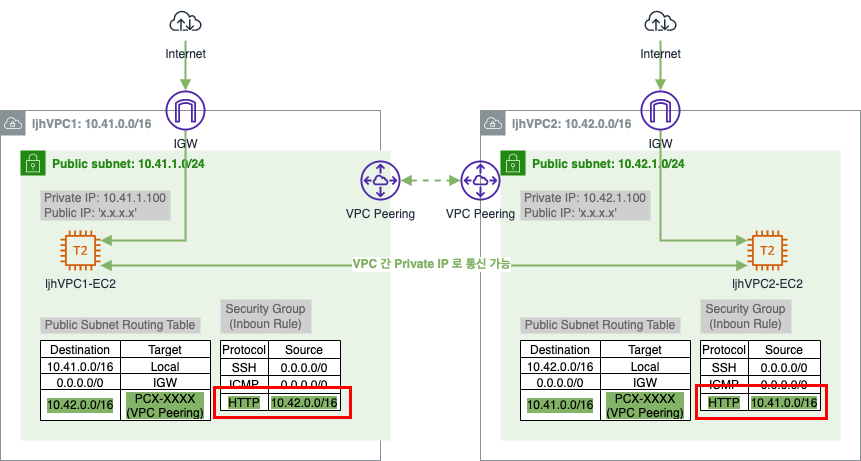 Internet
Internet
IGW
IGW
ljhVPC1: 10.41.0.0/16
ljhVPC2: 10.42.0.0/16
Public subnet: 10.41.1.0/24
Public subnet: 10.42.1.0/24
Private IP: 10.41.1.100
Public IP: 'x.x.x.x'
VPC Peering
VPC Peering
Private IP: 10.42.1.100
Public IP: 'x.x.x.x'
T2
ljhVPC1-EC2
VPC 간 Private IP 로 통신 가능
T2
ljhVPC2-EC2
Public Subnet Routing Table
Destination Target
10.41.0.0/16 Local
0.0.0.0/0 IGW
10.42.0.0/16 PCX-XXXX
(VPC Peering)
Security Group
(Inboun Rule)
Protocol Source
SSH 0.0.0.0/0
ICMP 0.0.0.0/0
HTTP 10.42.0.0/16
Public Subnet Routing Table
Destination Target
10.42.0.0/16 Local
0.0.0.0/0 IGW
10.41.0.0/16 PCX-XXXX
(VPC Peering)
Security Group
(Inboun Rule)
Protocol Source
SSH 0.0.0.0/0
ICMP 0.0.0.0/0
HTTP 10.41.0.0/16